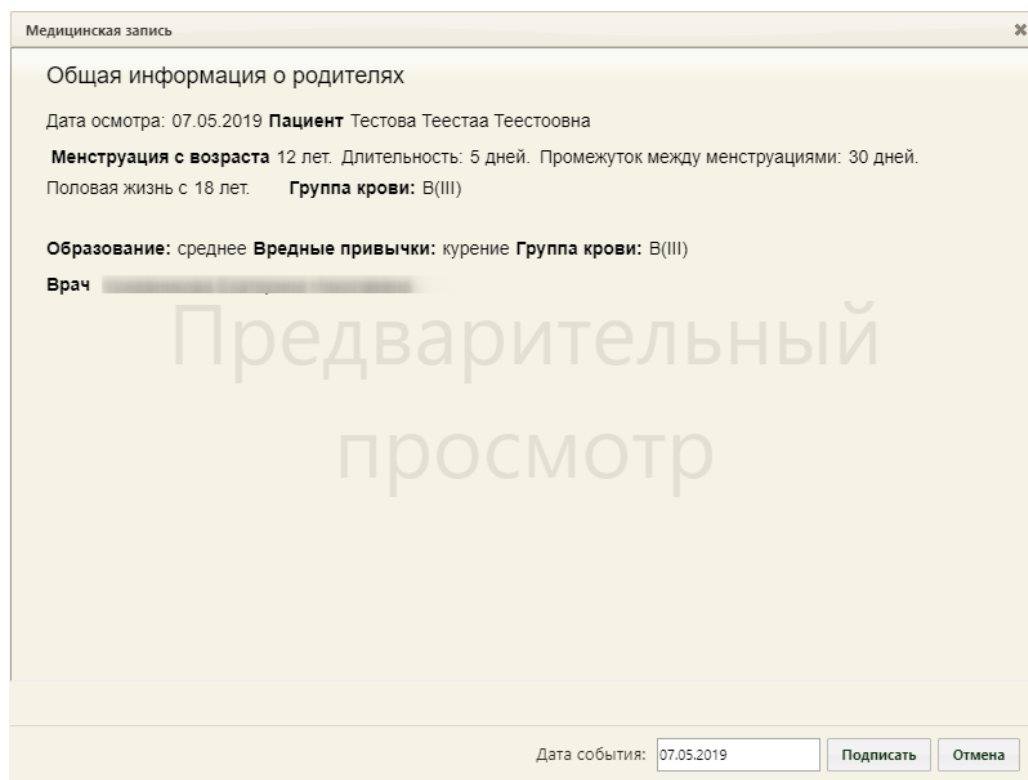 Медицинская запись
Общая информация о родителях
Дата осмотра: 07.05.2019 Пациент Тестова Теестаа Теестоовна
Менструация с возраста 12 лет. Длительность: 5 дней. Промежуток между менструациями: 30 дней.
Половая жизнь с 18 лет. Группа крови: B(III)
Образование: среднее Вредные привычки: курение Группа крови: B(III)
Врач
Предварительный
просмотр
Дата события: 07.05.2019 Подписать Отмена